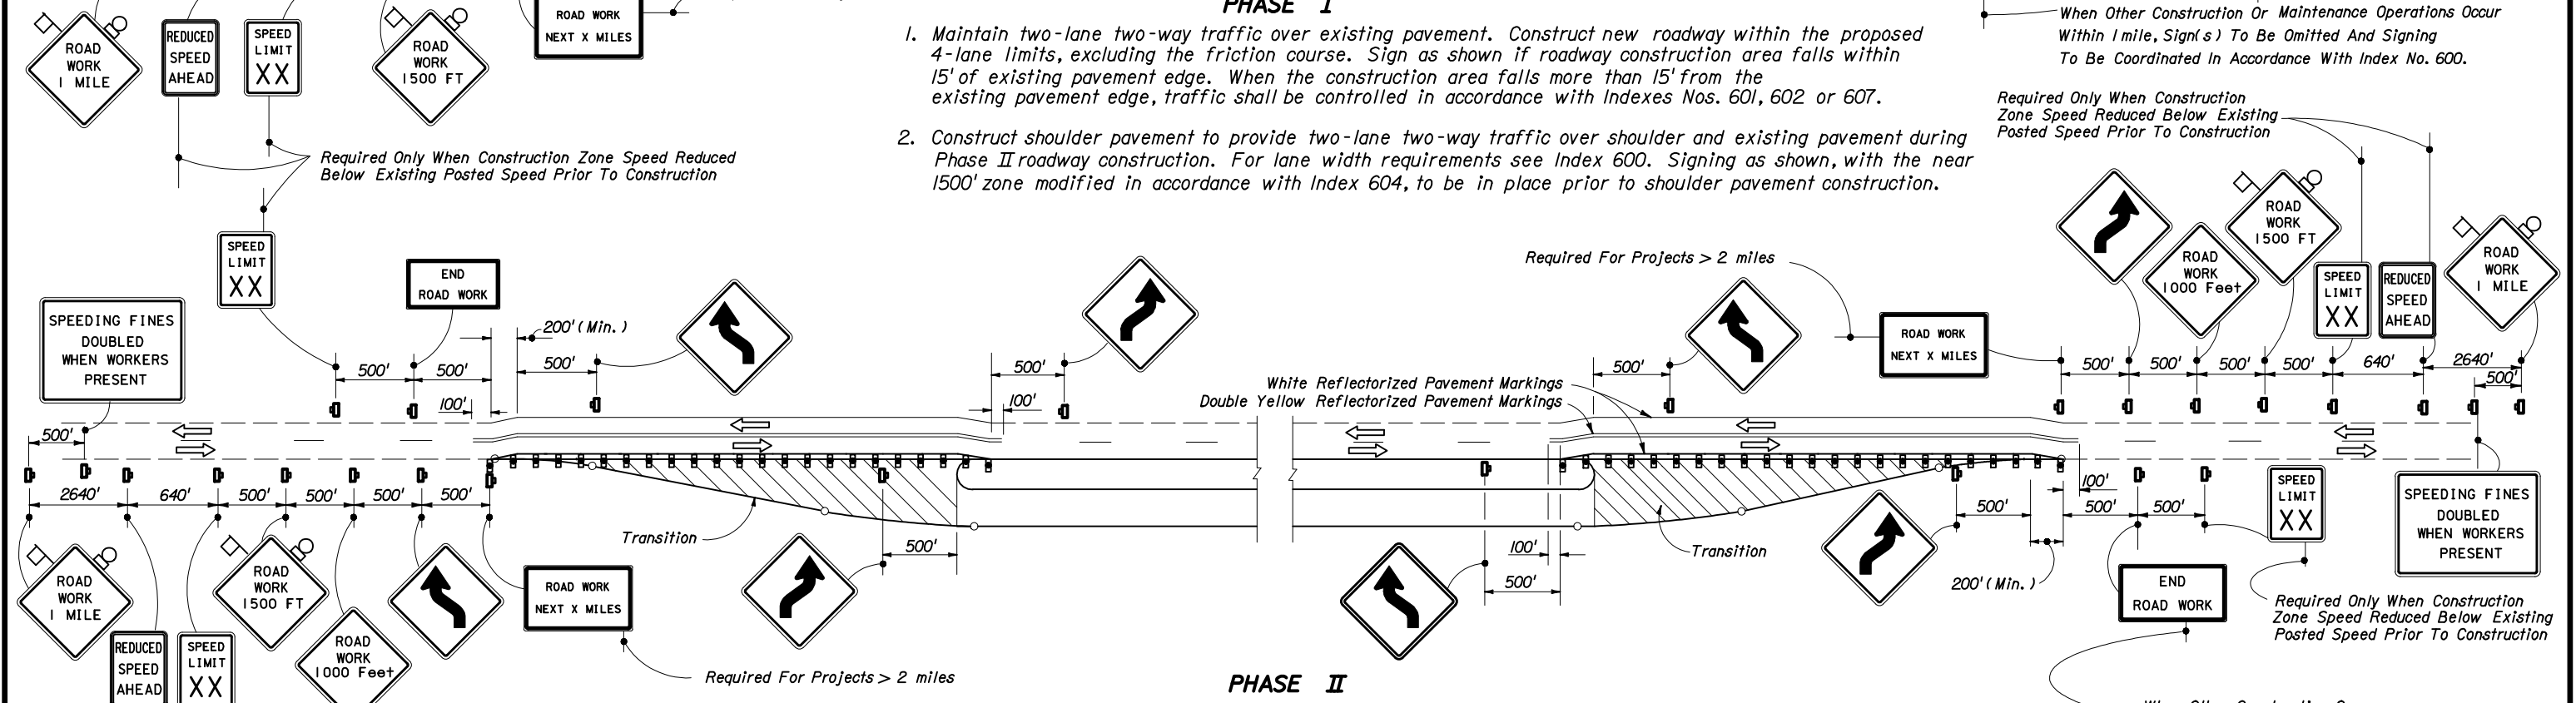 PHASE I
ROAD
WORK
1 MILE
REDUCED
SPEED
AHEAD
SPEED
LIMIT
XX
ROAD
WORK
1500 FT
ROAD WORK
NEXT X MILES
1. Maintain two-lane two-way traffic over existing pavement. Construct new roadway within the proposed
4-lane limits, excluding the friction course. Sign as shown if roadway construction area falls within
15' of existing pavement edge. When the construction area falls more than 15' from the
existing pavement edge, traffic shall be controlled in accordance with Indexes Nos. 601, 602 or 607.
2. Construct shoulder pavement to provide two-lane two-way traffic over shoulder and existing pavement during
Phase II roadway construction. For lane width requirements see Index 600. Signing as shown, with the near
1500' zone modified in accordance with Index 604, to be in place prior to shoulder pavement construction.
When Other Construction Or Maintenance Operations Occur
Within 1 mile, Sign(s) To Be Omitted And Signing
To Be Coordinated In Accordance With Index No. 600.
Required Only When Construction
Zone Speed Reduced Below Existing
Posted Speed Prior To Construction
Required Only When Construction Zone Speed Reduced
Below Existing Posted Speed Prior To Construction
SPEED
LIMIT
XX
END
ROAD WORK
SPEEDING FINES
DOUBLED
WHEN WORKERS
PRESENT
200' (Min.)
500'
500'
500'
100'
500'
500'
100'
Required For Projects > 2 miles
ROAD WORK
NEXT X MILES
500'
White Reflectorized Pavement Markings
Double Yellow Reflectorized Pavement Markings
ROAD
WORK
1000 Feet
ROAD
WORK
1500 FT
SPEED
LIMIT
XX
REDUCED
SPEED
AHEAD
ROAD
WORK
1 MILE
500'
500'
500'
500'
640'
2640'
500'
2640'
640'
500'
500'
500'
500'
Transition
500'
100'
500'
Transition
500'
200' (Min.)
100'
500'
500'
SPEED
LIMIT
XX
SPEEDING FINES
DOUBLED
WHEN WORKERS
PRESENT
END
ROAD WORK
Required Only When Construction
Zone Speed Reduced Below Existing
Posted Speed Prior To Construction
ROAD
WORK
1 MILE
REDUCED
SPEED
AHEAD
SPEED
LIMIT
XX
ROAD
WORK
1500 FT
ROAD
WORK
1000 Feet
ROAD WORK
NEXT X MILES
Required For Projects > 2 miles
PHASE II